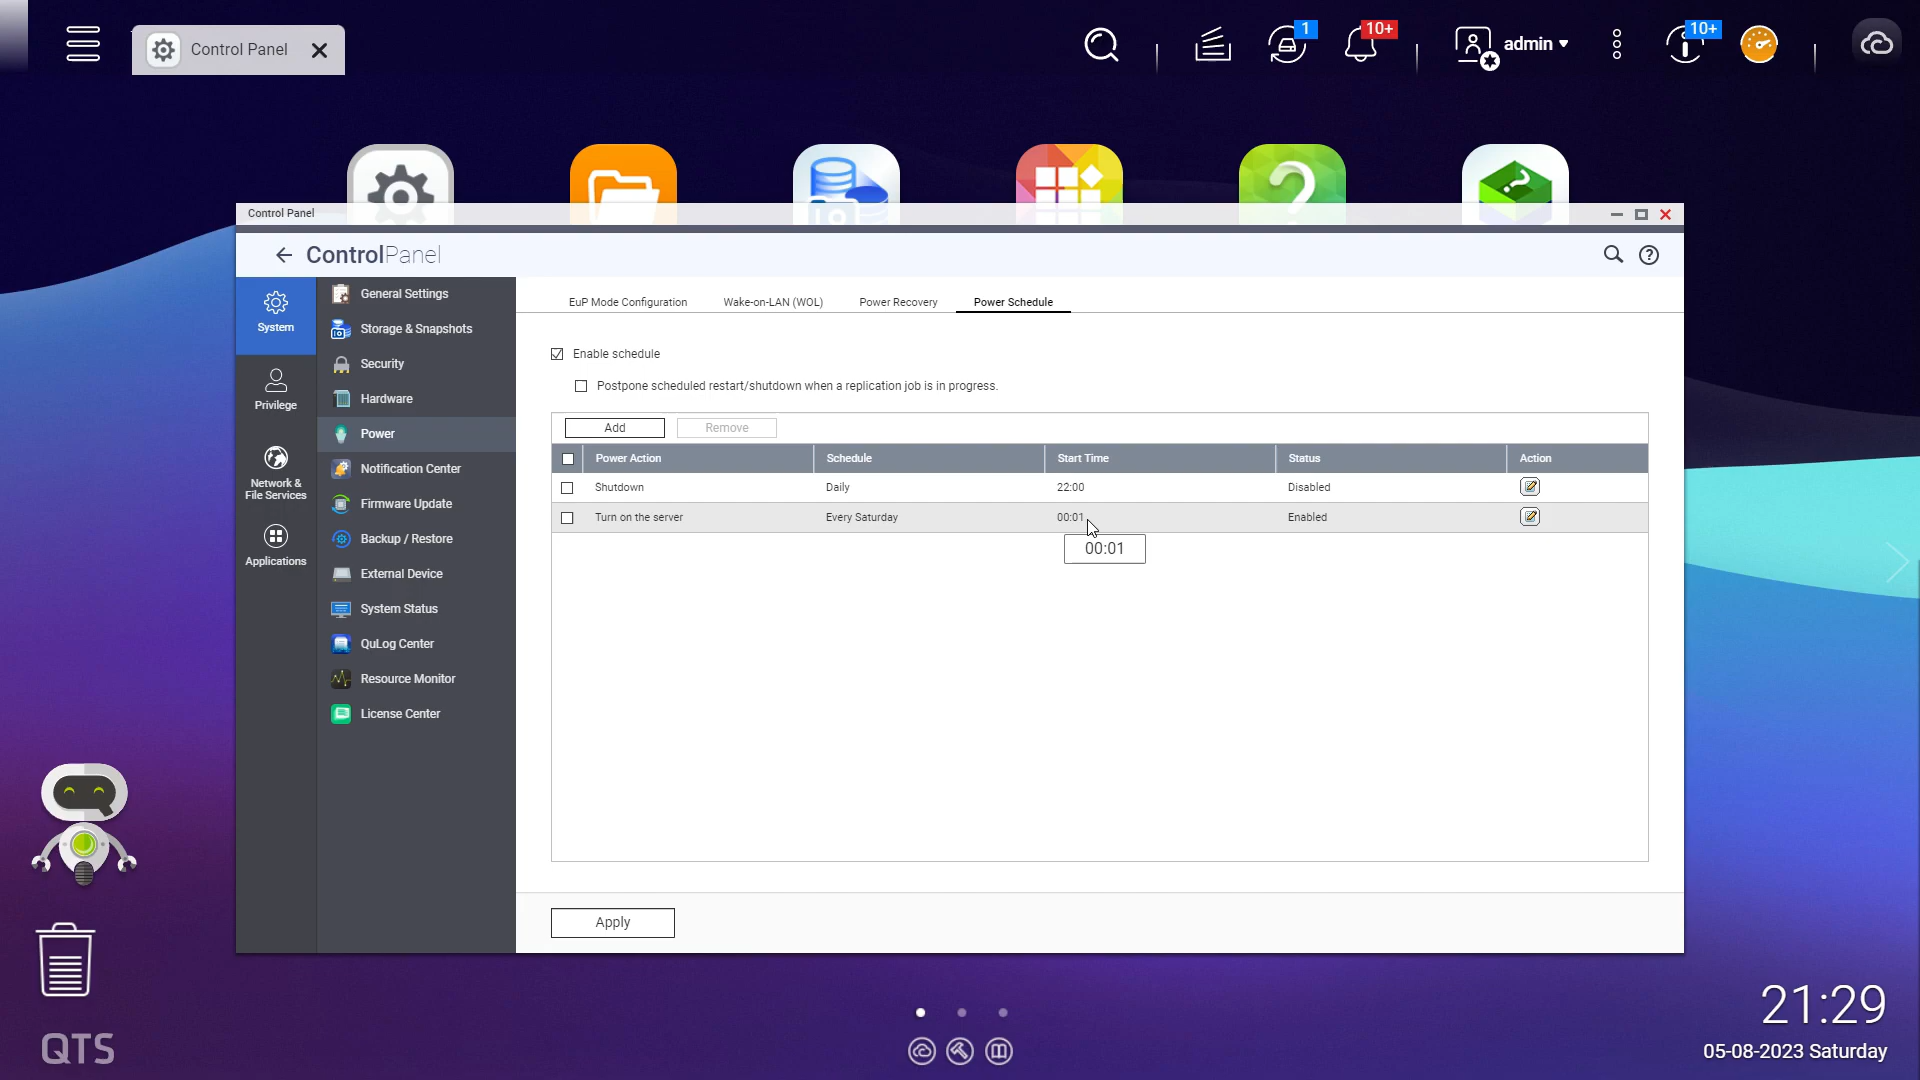 Control Panel
1
10+
admin
10+
Control Panel
ControlPanel
System
Privilege
Network &
File Services
Applications
General Settings
Storage & Snapshots
Security
Hardware
Power
Notification Center
Firmware Update
Backup / Restore
External Device
System Status
QuLog Center
Resource Monitor
License Center
EuP Mode Configuration Wake-on-LAN (WOL) Power Recovery Power Schedule
Enable schedule
Postpone scheduled restart/shutdown when a replication job is in progress.
Add Remove
Power Action Schedule Start Time Status Action
Shutdown Daily 22:00 Disabled
Turn on the server Every Saturday 00:01 Enabled
00:01
Apply
QTS
21:29
05-08-2023 Saturday